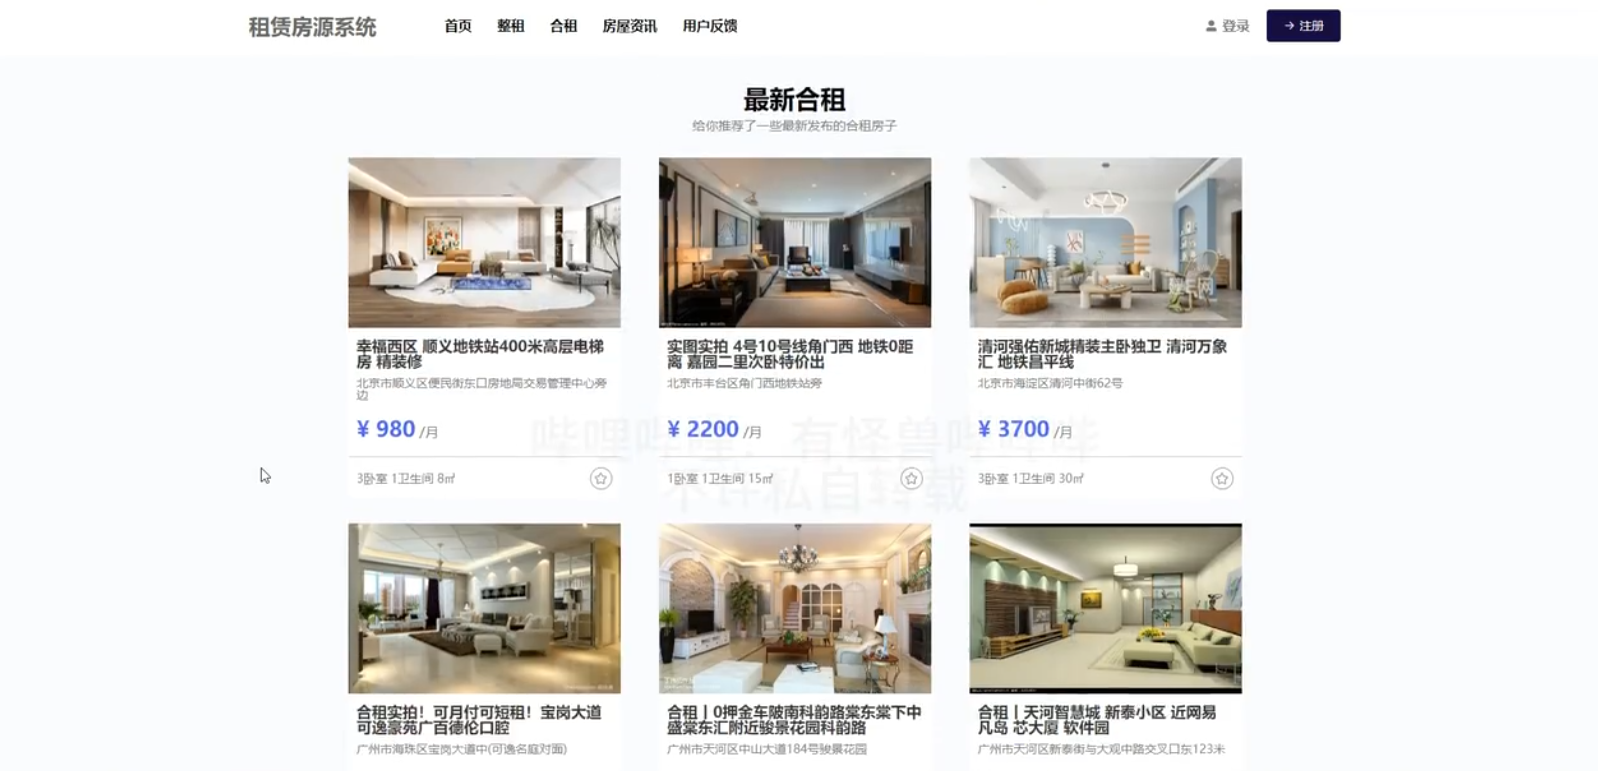 租赁房源系统 首页 整租 合租 房屋资讯 用户反馈 登录 → 注册
最新合租
给你推荐了一些最新发布的合租房子
幸福西区 顺义地铁站400米高层电梯
房 精装修
北京市顺义区便民街东口房地局交易管理中心旁
边
¥ 980 /月
3卧室 1卫生间 8㎡
实图实拍 4号10号线角门西 地铁0距
离 嘉园二里次卧特价出
北京市丰台区角门西地铁站旁
¥ 2200 /月
1卧室 1卫生间 15㎡
清河强佑新城精装主卧独卫 清河万象
汇 地铁昌平线
北京市海淀区清河中街62号
¥ 3700 /月
3卧室 1卫生间 30㎡
哔哩哔哩：有怪兽哔哔哔
不许私自转载
合租实拍！可月付可短租！宝岗大道
可逸豪苑广百德伦口腔
广州市海珠区宝岗大道中(可逸名庭对面)
合租丨0押金车陂南科韵路棠东棠下中
盛棠东汇附近骏景花园科韵路
广州市天河区中山大道184号骏景花园
合租丨天河智慧城 新泰小区 近网易
凡岛 芯大厦 软件园
广州市天河区新泰街与大观中路交叉口东123米